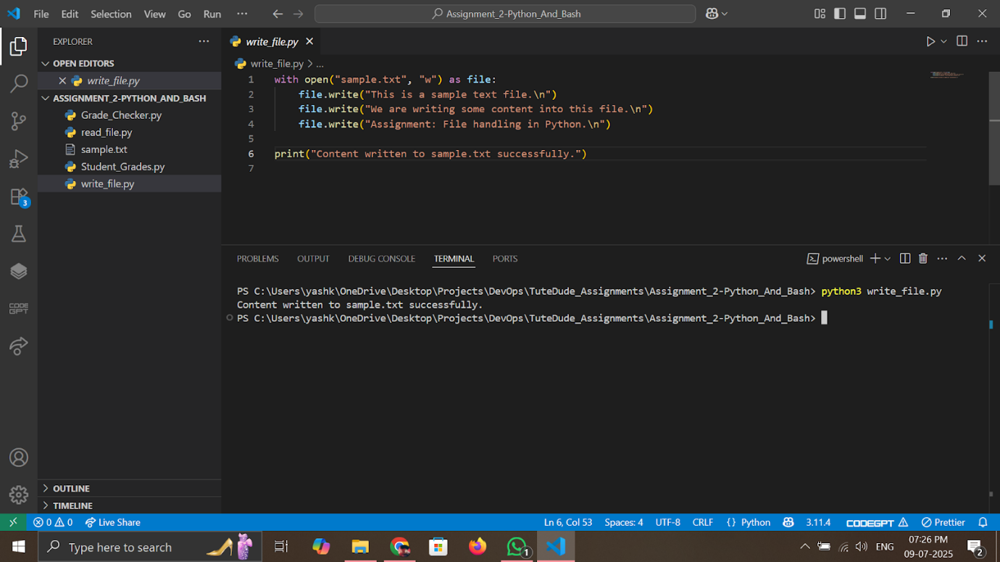 File Edit Selection View Go Run ··· Assignment_2-Python_And_Bash
EXPLORER ···
OPEN EDITORS
write_file.py
ASSIGNMENT_2-PYTHON_AND_BASH
Grade_Checker.py
read_file.py
sample.txt
Student_Grades.py
write_file.py
3
CODE
GPT
OUTLINE
TIMELINE
write_file.py
write_file.py > ...
1 with open("sample.txt", "w") as file:
2 file.write("This is a sample text file.\n")
3 file.write("We are writing some content into this file.\n")
4 file.write("Assignment: File handling in Python.\n")
5
6 print("Content written to sample.txt successfully.")
7
PROBLEMS OUTPUT DEBUG CONSOLE TERMINAL PORTS powershell
PS C:\Users\yashk\OneDrive\Desktop\Projects\DevOps\TuteDude_Assignments\Assignment_2-Python_And_Bash> python3 write_file.py
Content written to sample.txt successfully.
PS C:\Users\yashk\OneDrive\Desktop\Projects\DevOps\TuteDude_Assignments\Assignment_2-Python_And_Bash>
0 0 Live Share Ln 6, Col 53 Spaces: 4 UTF-8 CRLF {} Python 3.11.4 CODEGPT Prettier
Type here to search 1 ENG 07:26 PM 2
09-07-2025